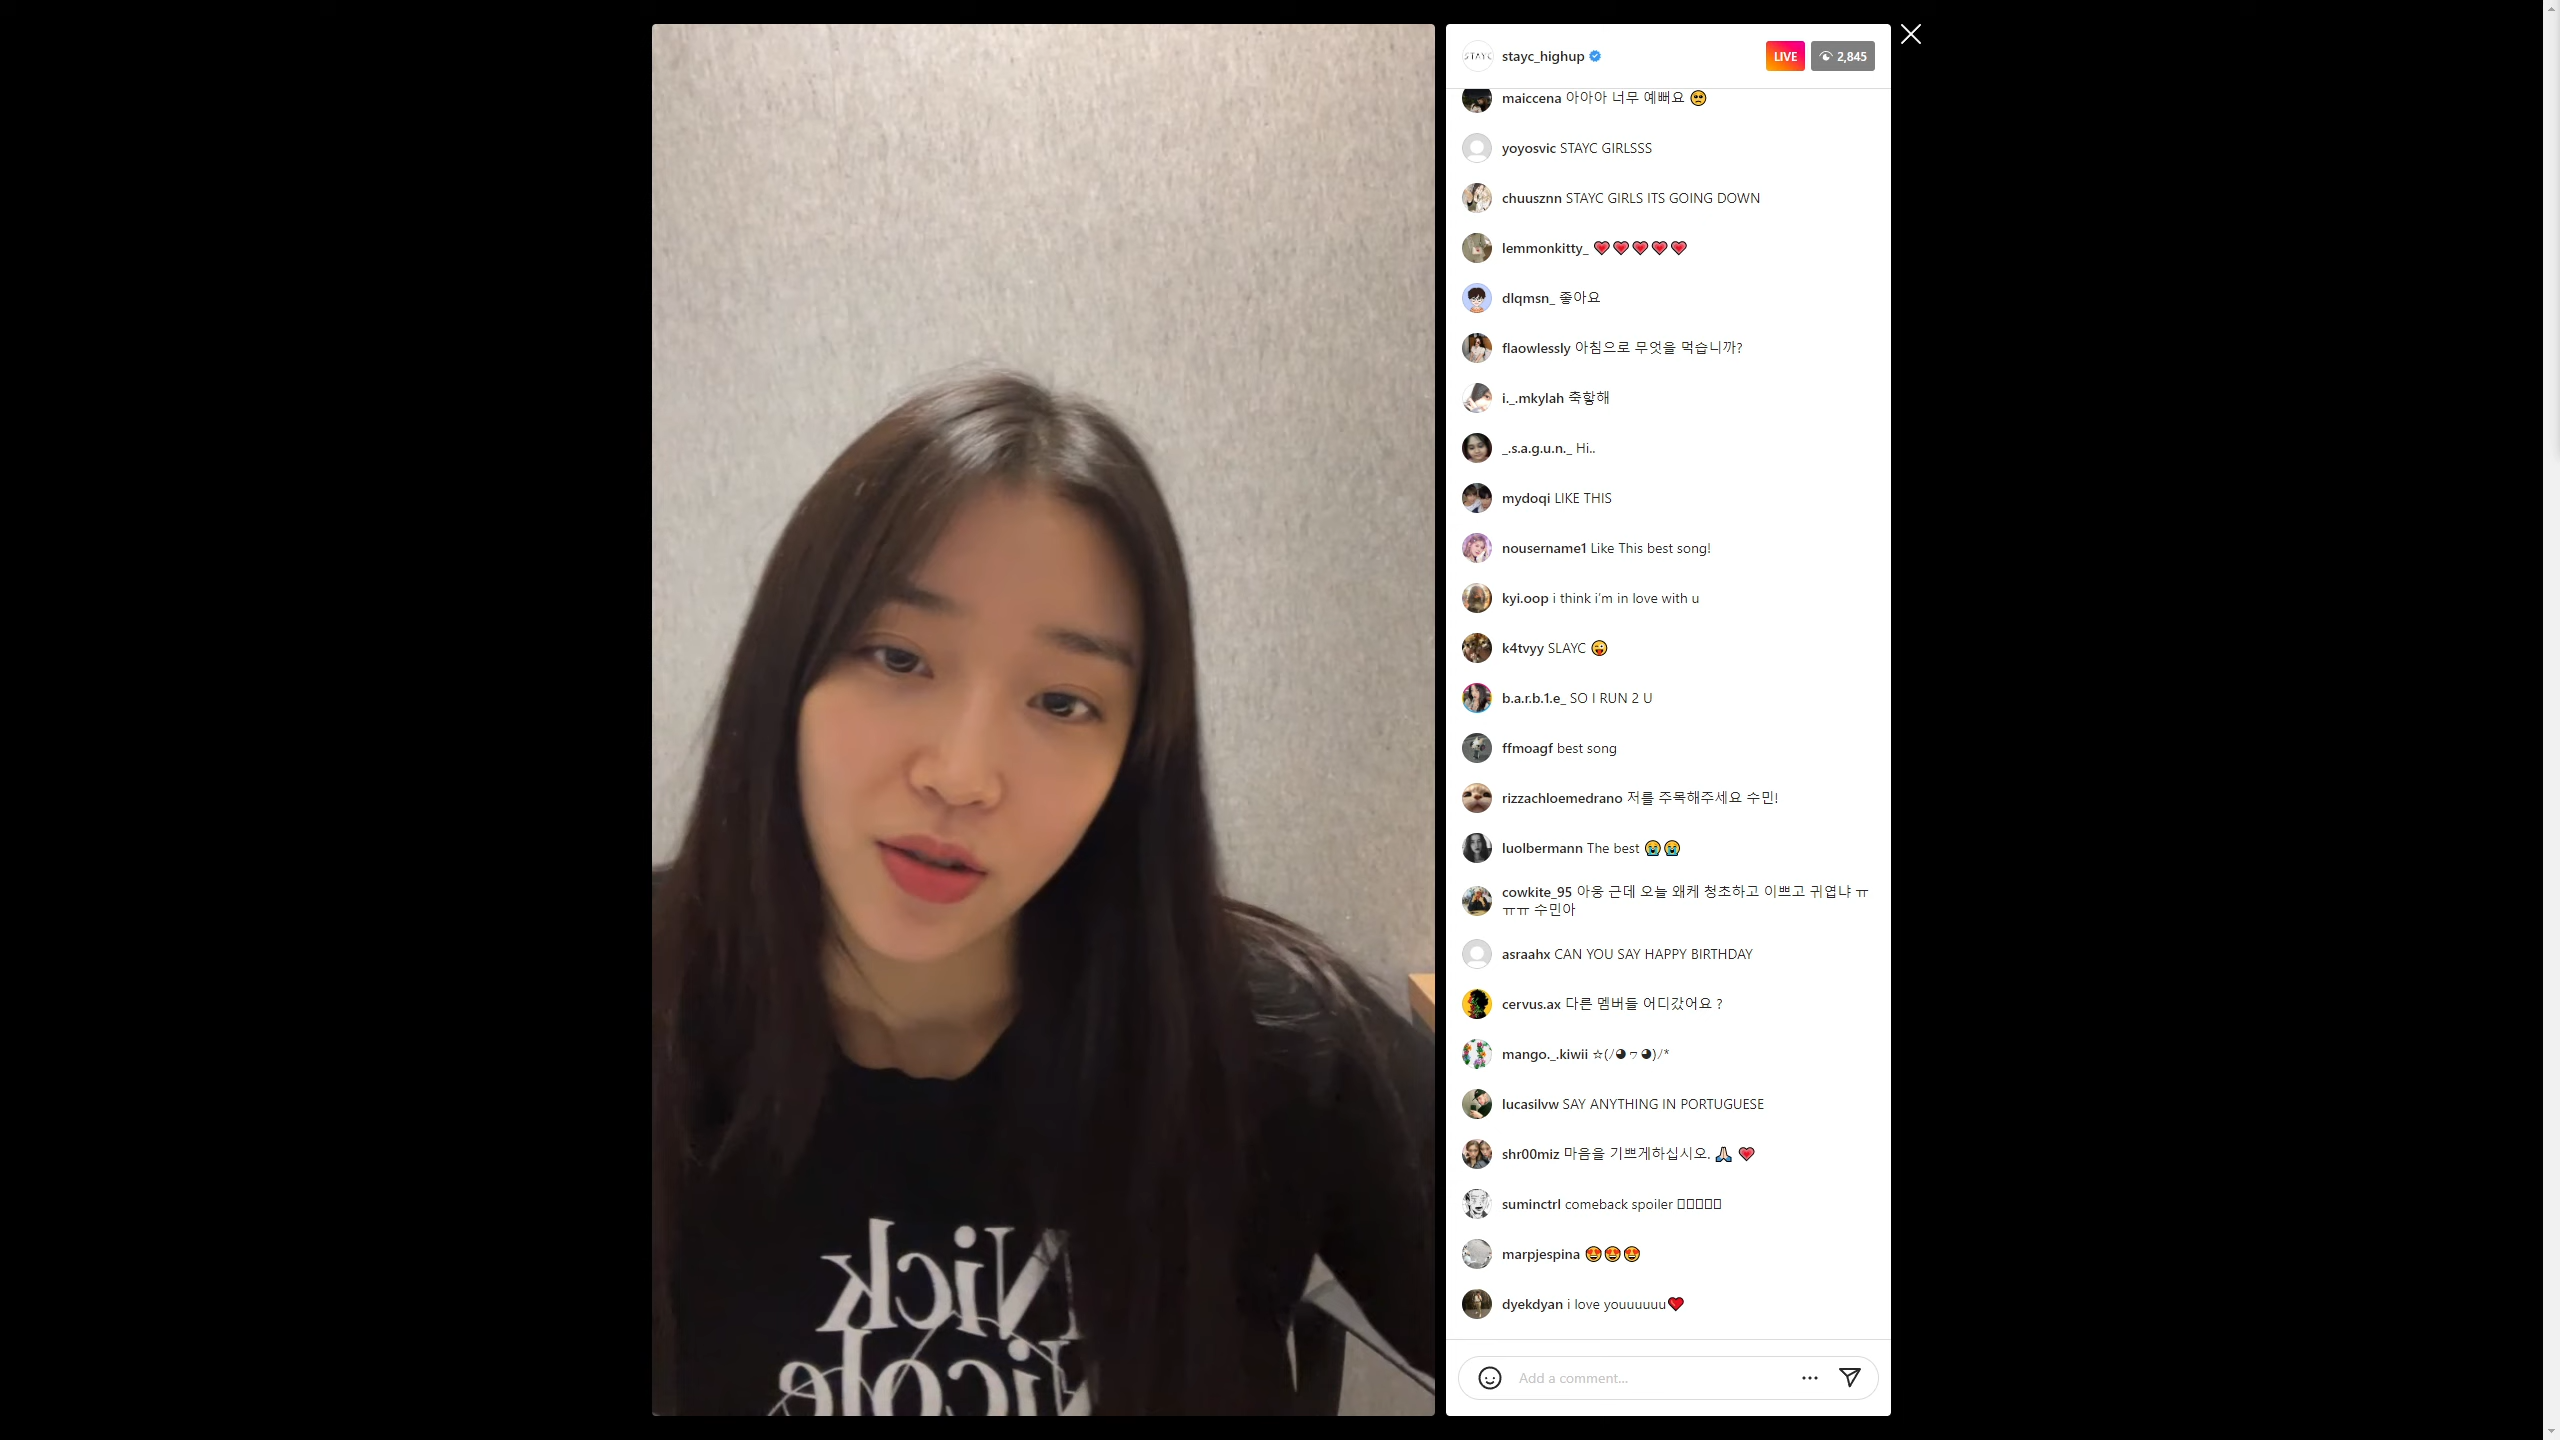 STAYC
stayc_highup
LIVE
2,845
maiccena 아아아 너무 예뻐요 🥺
yoyosvic STAYC GIRLSSS
chuusznn STAYC GIRLS ITS GOING DOWN
lemmonkitty_ 💗💗💗💗💗
dlqmsn_ 좋아요
flaowlessly 아침으로 무엇을 먹습니까?
i._.mkylah 축핳해
_.s.a.g.u.n._ Hi..
mydoqi LIKE THIS
nousername1 Like This best song!
kyi.oop i think i’m in love with u
k4tvyy SLAYC 😜
b.a.r.b.1.e_ SO I RUN 2 U
ffmoagf best song
rizzachloemedrano 저를 주목해주세요 수민!
luolbermann The best 😭😭
cowkite_95 아웅 근데 오늘 왜케 청초하고 이쁘고 귀엽냐 ㅠ
ㅠㅠ 수민아
asraahx CAN YOU SAY HAPPY BIRTHDAY
cervus.ax 다른 멤버들 어디갔어요 ?
mango._.kiwii ☆(/◕ヮ◕)/*
lucasilvw SAY ANYTHING IN PORTUGUESE
shr00miz 마음을 기쁘게하십시오. 🙏🏻 💗
suminctrl comeback spoiler
marpjespina 😍😍😍
dyekdyan i love youuuuuu❤️
Add a comment...
Nick
Nicole